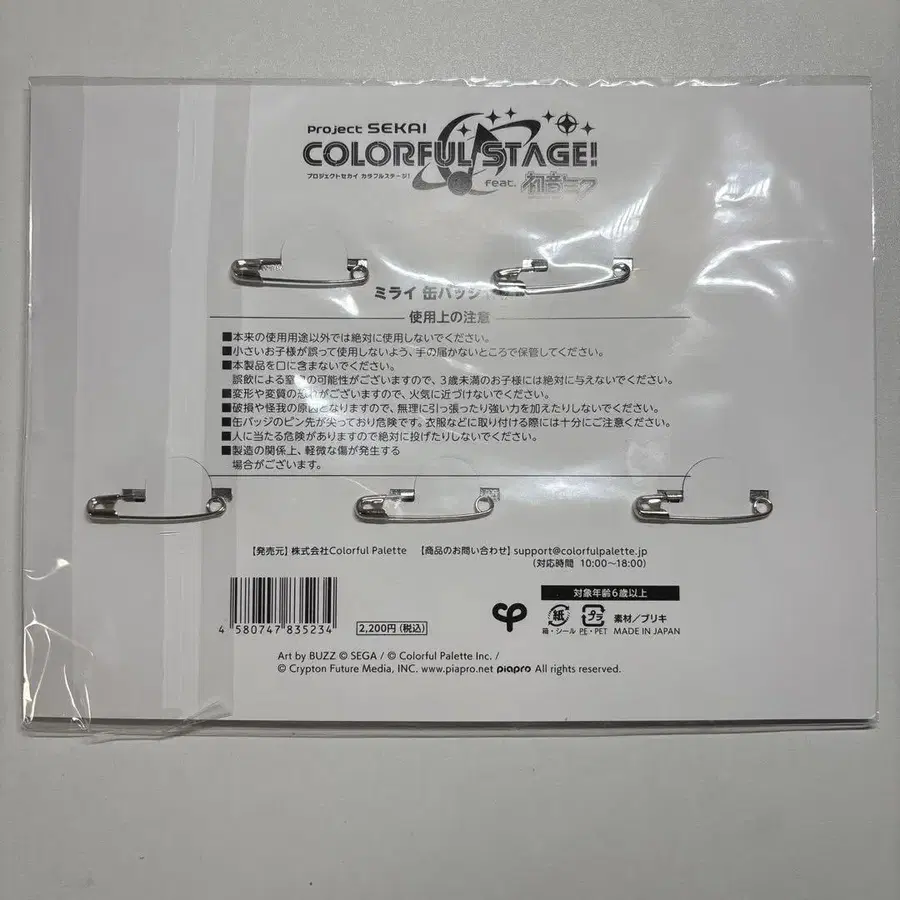 Project SEKAI
COLORFUL STAGE!
プロジェクトセカイ カラフルステージ!
feat. 初音ミク
ミライ 缶バッジ
使用上の注意
■本来の使用用途以外では絶対に使用しないでください。
■小さいお子様が誤って使用しないよう、手の届かないところで保管してください。
■本製品を口に含まないでください。
誤飲による窒息の可能性がございますので、3歳未満のお子様には絶対に与えないでください。
■変形や変質の恐れがございますので、火気に近づけないでください。
■破損や怪我の原因となりますので、無理に引っ張ったり強い力を加えたりしないでください。
■缶バッジのピン先が尖っており危険です。衣服などに取り付ける際には十分にご注意ください。
■人に当たる危険がありますので絶対に投げたりしないでください。
■製造の関係上、軽微な傷が発生する
場合がございます。
【発売元】株式会社Colorful Palette 【商品のお問い合わせ】support@colorfulpalette.jp
(対応時間 10:00~18:00)
対象年齢6歳以上
紙 プラ 素材/ブリキ
箱・シール PE・PET MADE IN JAPAN
4 580747 835234
2,200円(税込)
Art by BUZZ © SEGA / © Colorful Palette Inc. /
© Crypton Future Media, INC. www.piapro.net piapro All rights reserved.